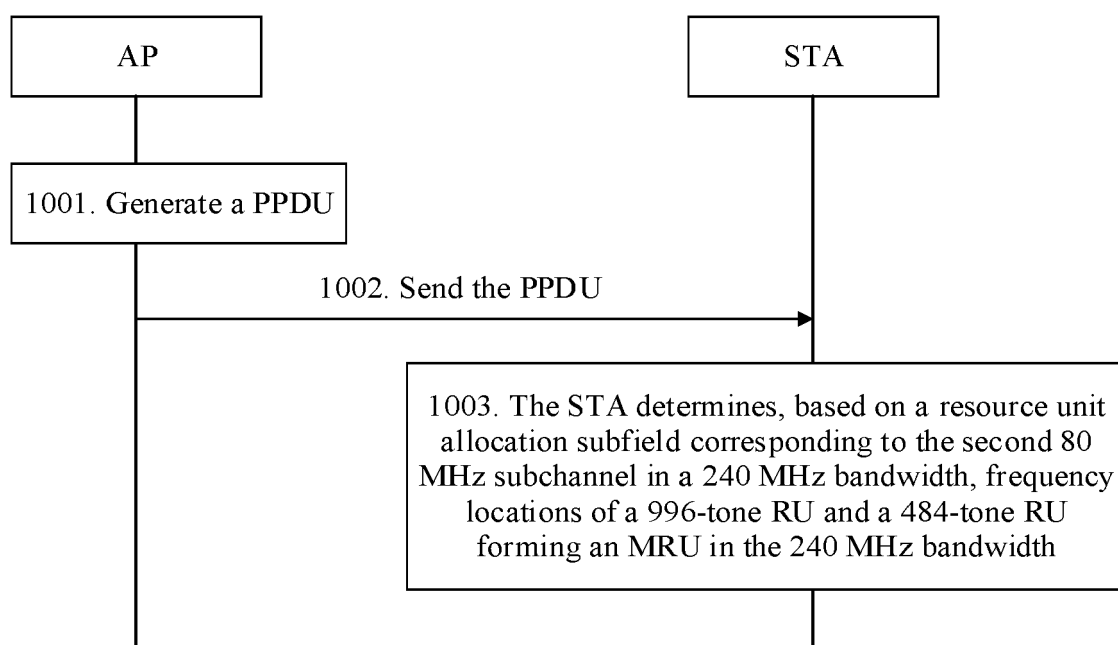 AP
STA
1001. Generate a PPDU
1002. Send the PPDU
1003. The STA determines, based on a resource unit
allocation subfield corresponding to the second 80
MHz subchannel in a 240 MHz bandwidth, frequency
locations of a 996-tone RU and a 484-tone RU
forming an MRU in the 240 MHz bandwidth